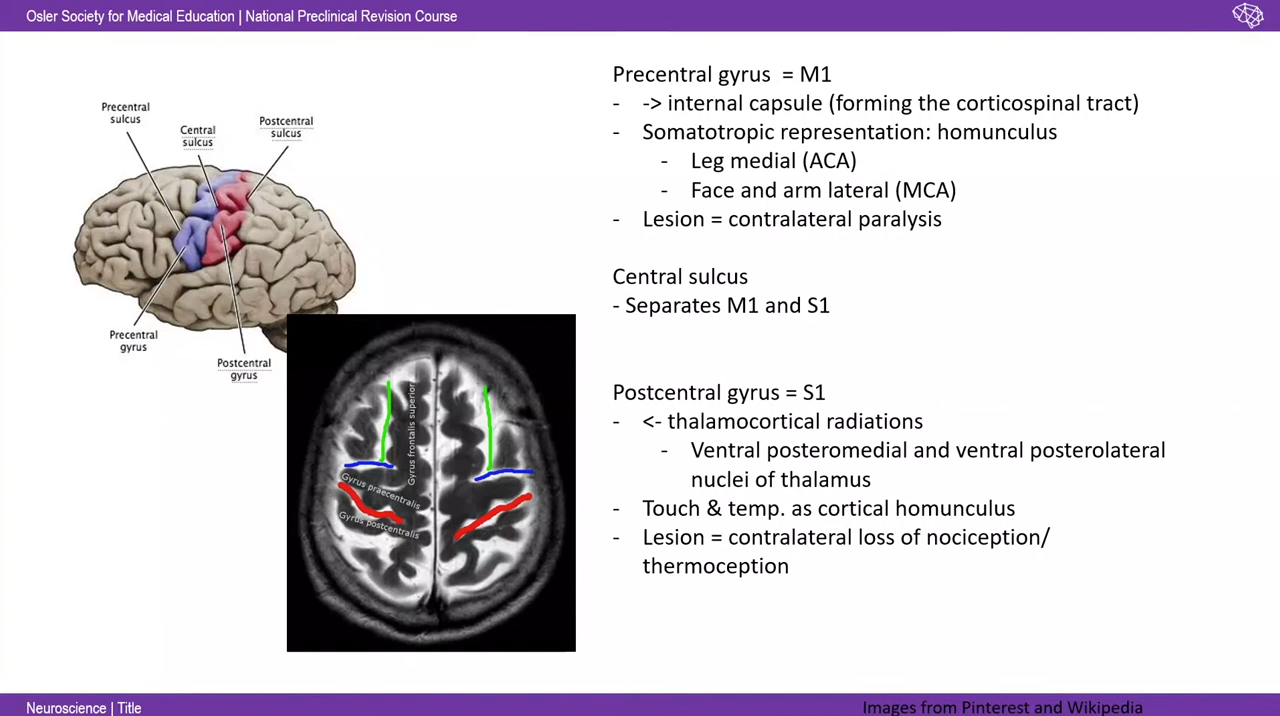 Osler Society for Medical Education | National Preclinical Revision Course
Precentral
sulcus
Central
sulcus
Postcentral
sulcus
Precentral
gyrus
Postcentral
gyrus
Gyrus frontalis superior
Gyrus praecentralis
Gyrus postcentralis
Precentral gyrus = M1
- -> internal capsule (forming the corticospinal tract)
- Somatotropic representation: homunculus
- Leg medial (ACA)
- Face and arm lateral (MCA)
- Lesion = contralateral paralysis
Central sulcus
- Separates M1 and S1
Postcentral gyrus = S1
- <- thalamocortical radiations
- Ventral posteromedial and ventral posterolateral
nuclei of thalamus
- Touch & temp. as cortical homunculus
- Lesion = contralateral loss of nociception/
thermoception
Neuroscience | Title
Images from Pinterest and Wikipedia